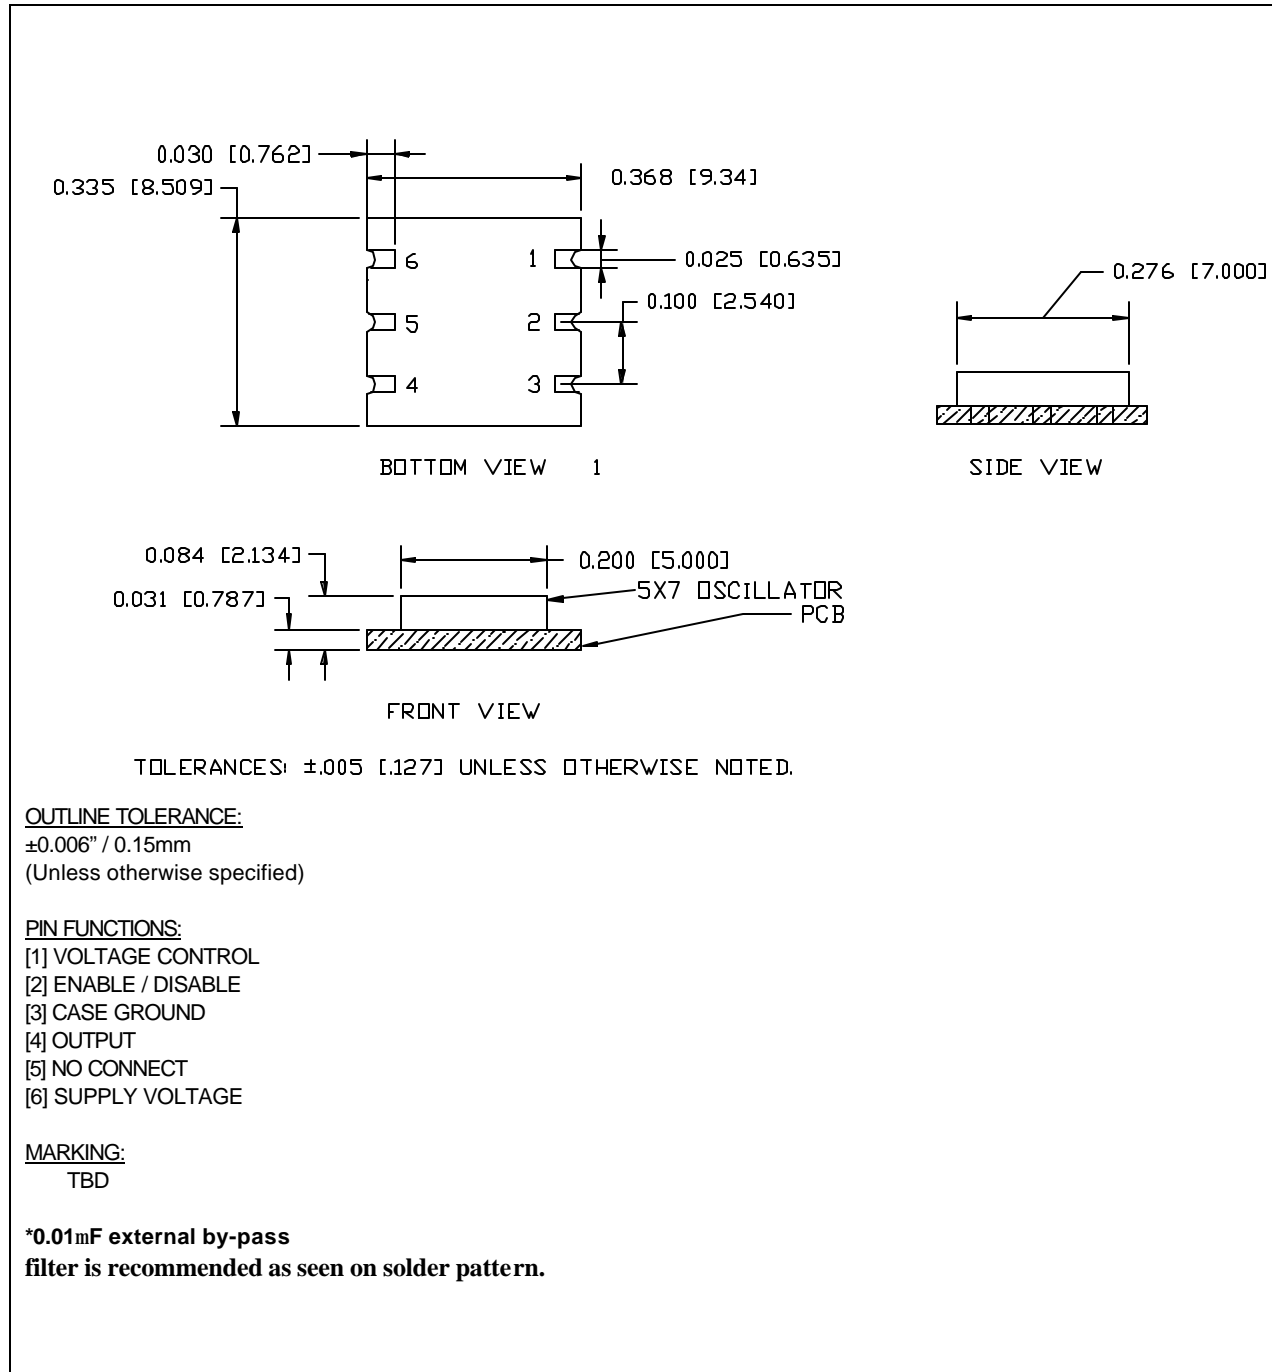 0.030 [0.762]
0.335 [8.509]
0.368 [9.34]
6
1
0.025 [0.635]
0.276 [7.000]
0.100 [2.540]
5
2
4
3
BOTTOM VIEW 1
SIDE VIEW
0.084 [2.134]
0.200 [5.000]
0.031 [0.787]
5X7 OSCILLATOR
PCB
FRONT VIEW
TOLERANCES: ±.005 [.127] UNLESS OTHERWISE NOTED.
OUTLINE TOLERANCE:
±0.006” / 0.15mm
(Unless otherwise specified)
PIN FUNCTIONS:
[1] VOLTAGE CONTROL
[2] ENABLE / DISABLE
[3] CASE GROUND
[4] OUTPUT
[5] NO CONNECT
[6] SUPPLY VOLTAGE
MARKING:
TBD
*0.01mF external by-pass
filter is recommended as seen on solder pattern.